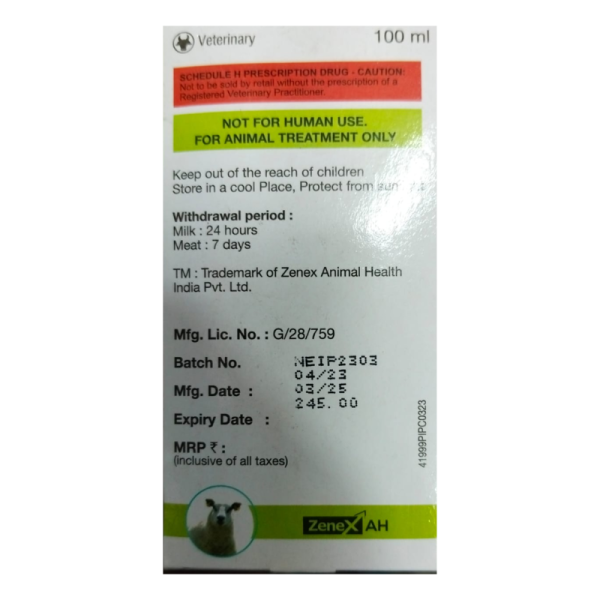 Veterinary 100 ml
SCHEDULE H PRESCRIPTION DRUG - CAUTION:
Not to be sold by retail without the prescription of a
Registered Veterinary Practitioner.
NOT FOR HUMAN USE.
FOR ANIMAL TREATMENT ONLY
Keep out of the reach of children
Store in a cool Place, Protect from
Withdrawal period :
Milk : 24 hours
Meat : 7 days
TM : Trademark of Zenex Animal Health
India Pvt. Ltd.
Mfg. Lic. No. : G/28/759
Batch No. NEIP2303
04/23
Mfg. Date : 03/25
245.00
Expiry Date :
MRP ₹ :
(inclusive of all taxes)
41999PIPC0323
Zenex AH